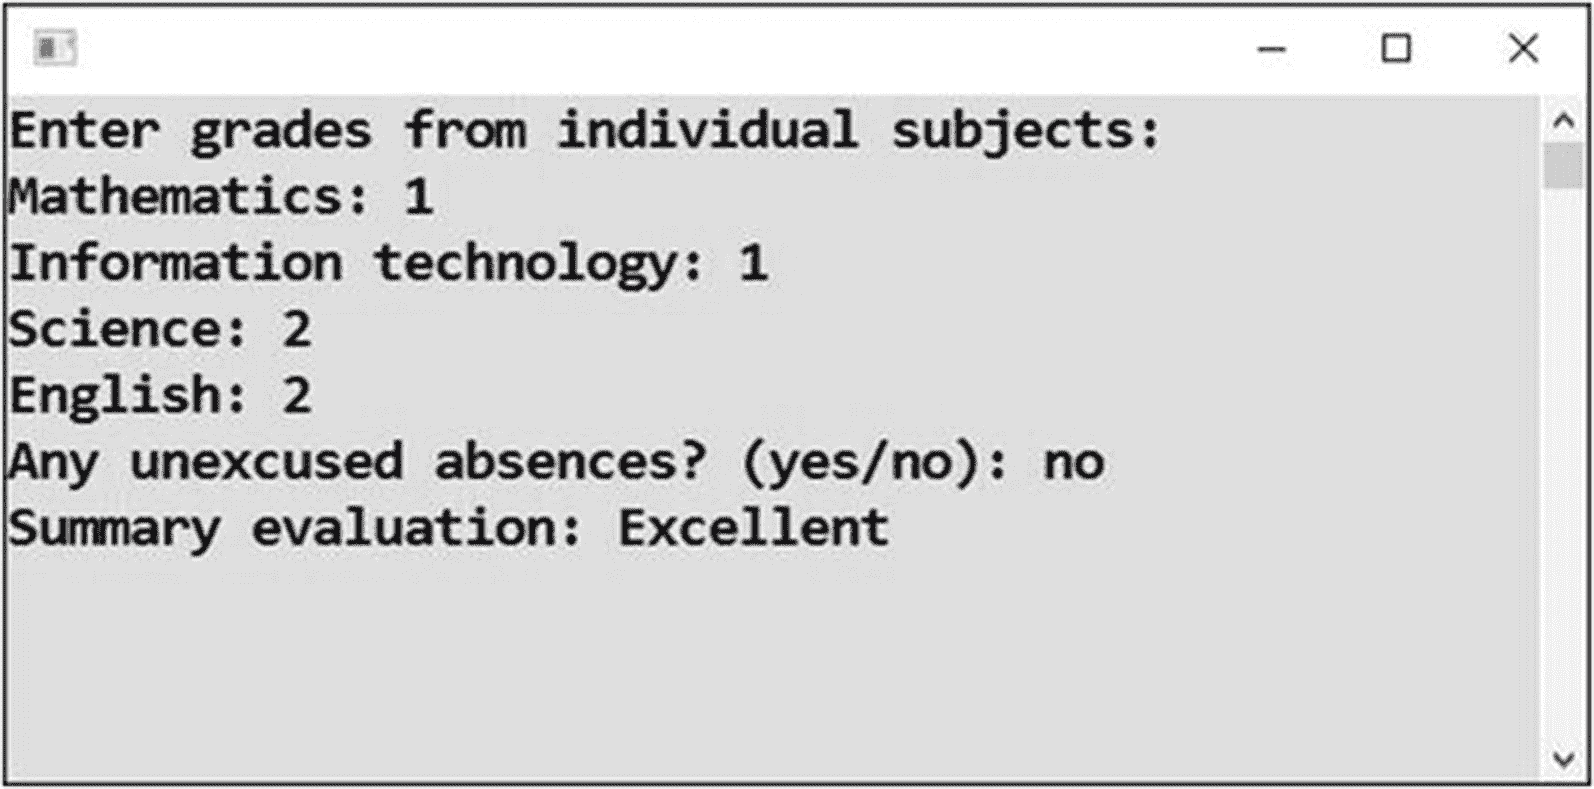 Enter grades from individual subjects:
Mathematics: 1
Information technology: 1
Science: 2
English: 2
Any unexcused absences? (yes/no): no
Summary evaluation: Excellent